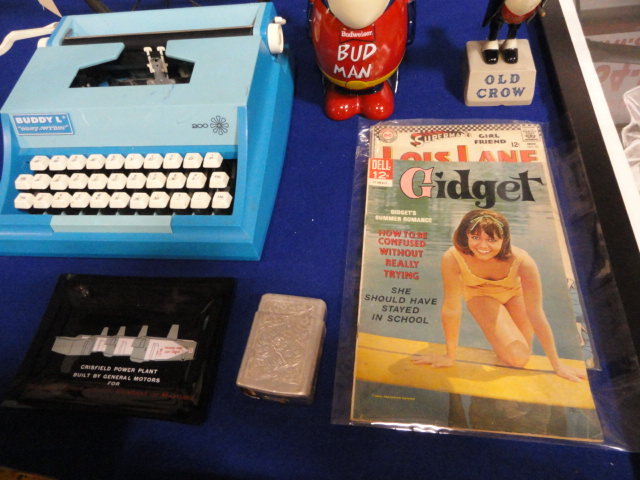 BUDDY L
200
Budweiser
BUD
MAN
OLD
CROW
SUPERMAN'S GIRL
FRIEND
LOIS LANE
12¢
DELL
12¢
Gidget
GIDGET'S
SUMMER ROMANCE
HOW TO BE
CONFUSED
WITHOUT
REALLY
TRYING
SHE
SHOULD HAVE
STAYED
IN SCHOOL
CRISFIELD POWER PLANT
BUILT BY GENERAL MOTORS
FOR